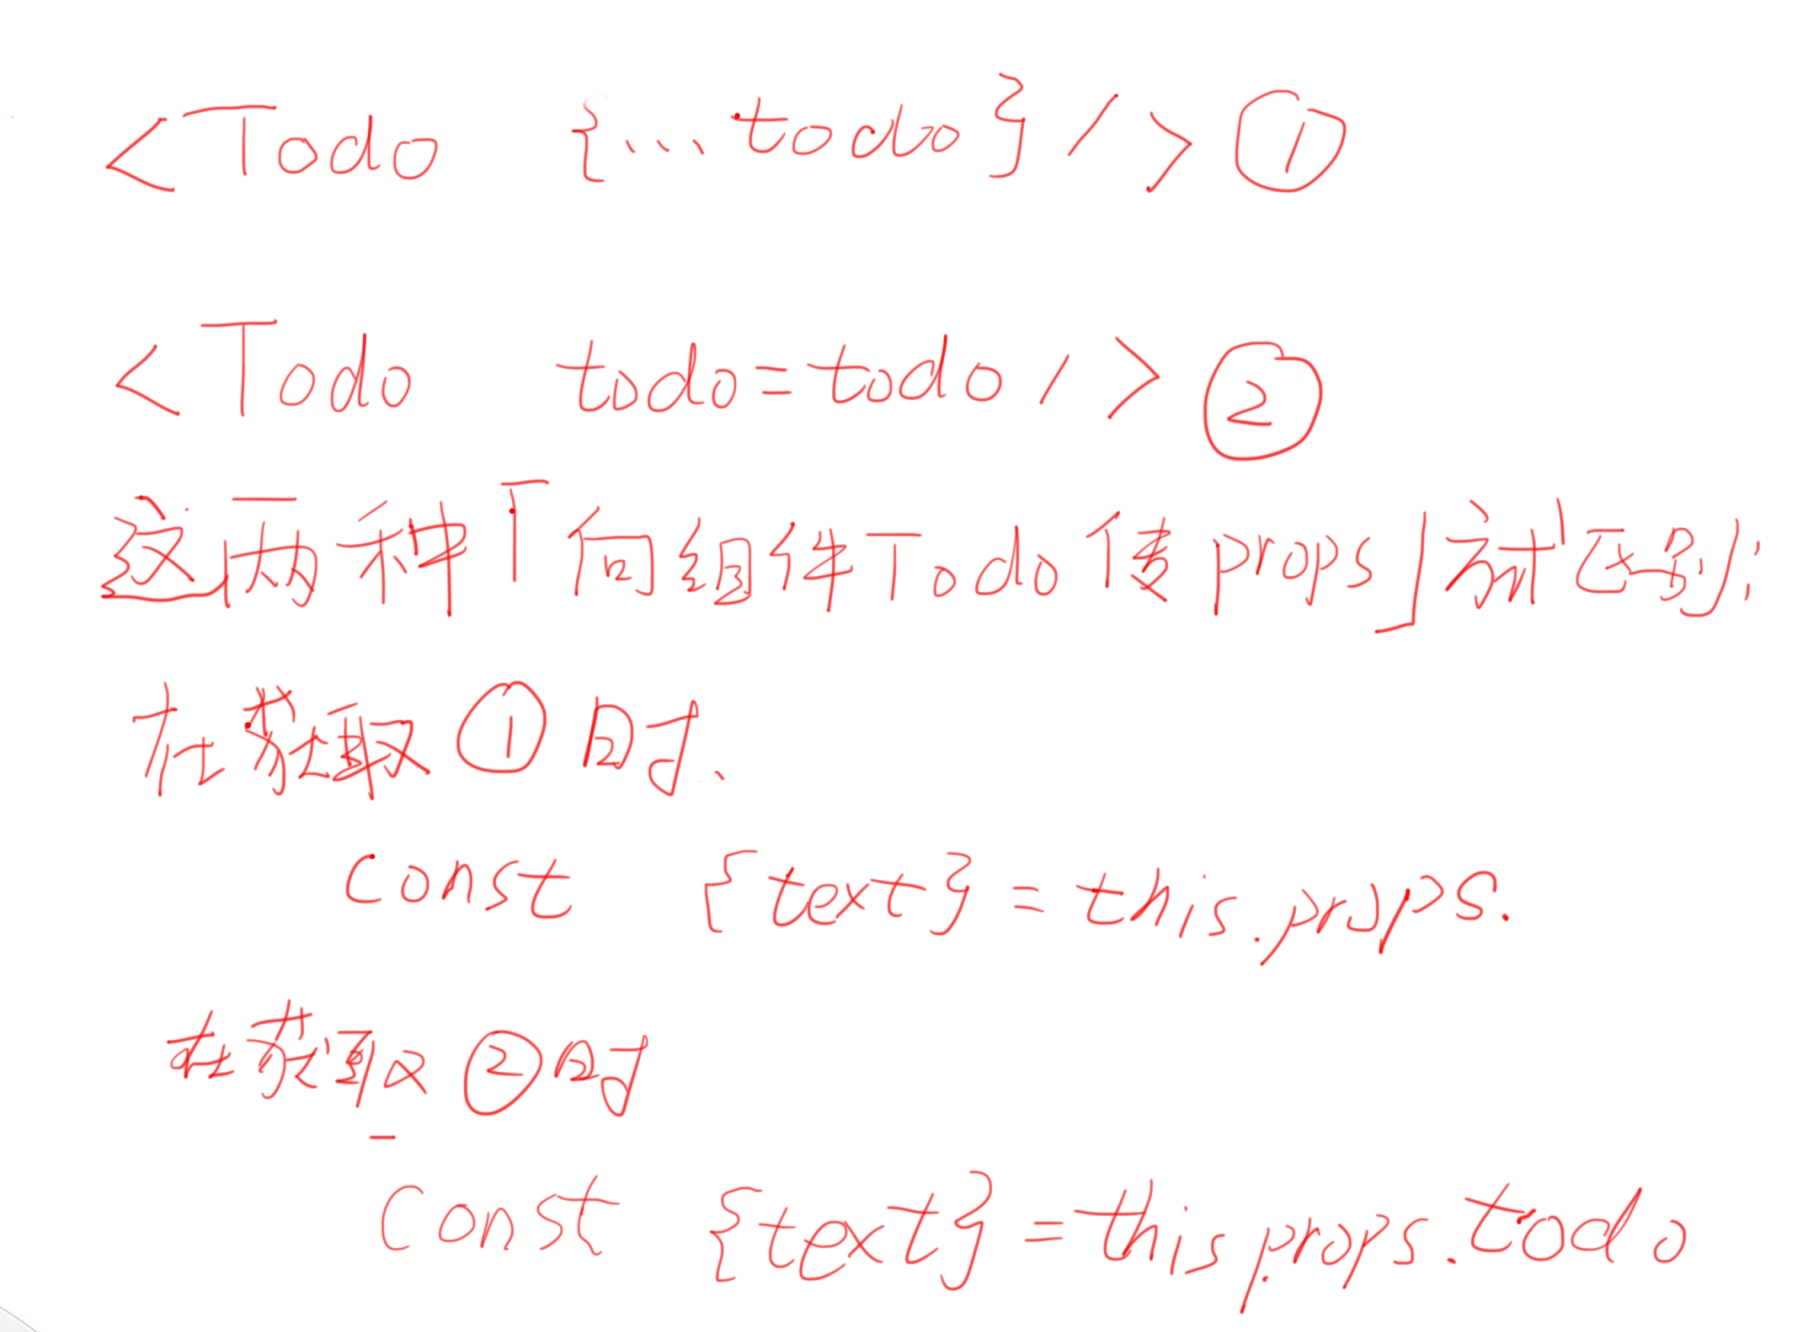 <Todo {...todo} /> ①
<Todo todo=todo /> ②
这两种「向组件Todo传props」方式区别:
在获取①时、
const {text} = this.props.
在获取②时
const {text} = this.props.todo